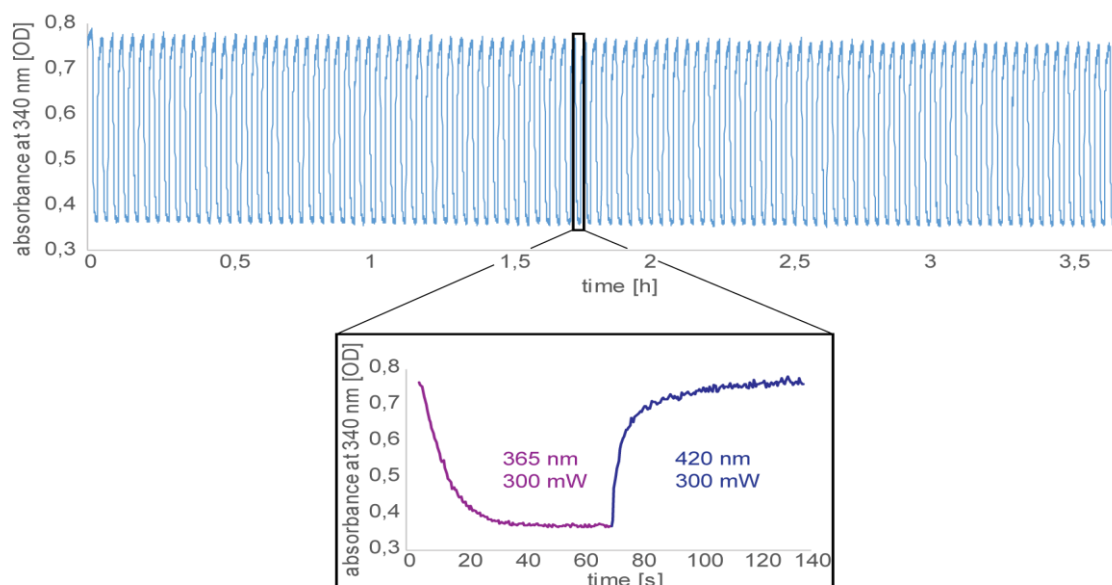 absorbance at 340 nm [OD]
0,8
0,7
0,6
0,5
0,4
0,3
0 0,5 1 1,5 2 2,5 3 3,5
time [h]
absorbance at 340 nm [OD]
0,8
0,7
0,6
0,5
0,4
0,3
365 nm 420 nm
300 mW 300 mW
0 20 40 60 80 100 120 140
time [s]